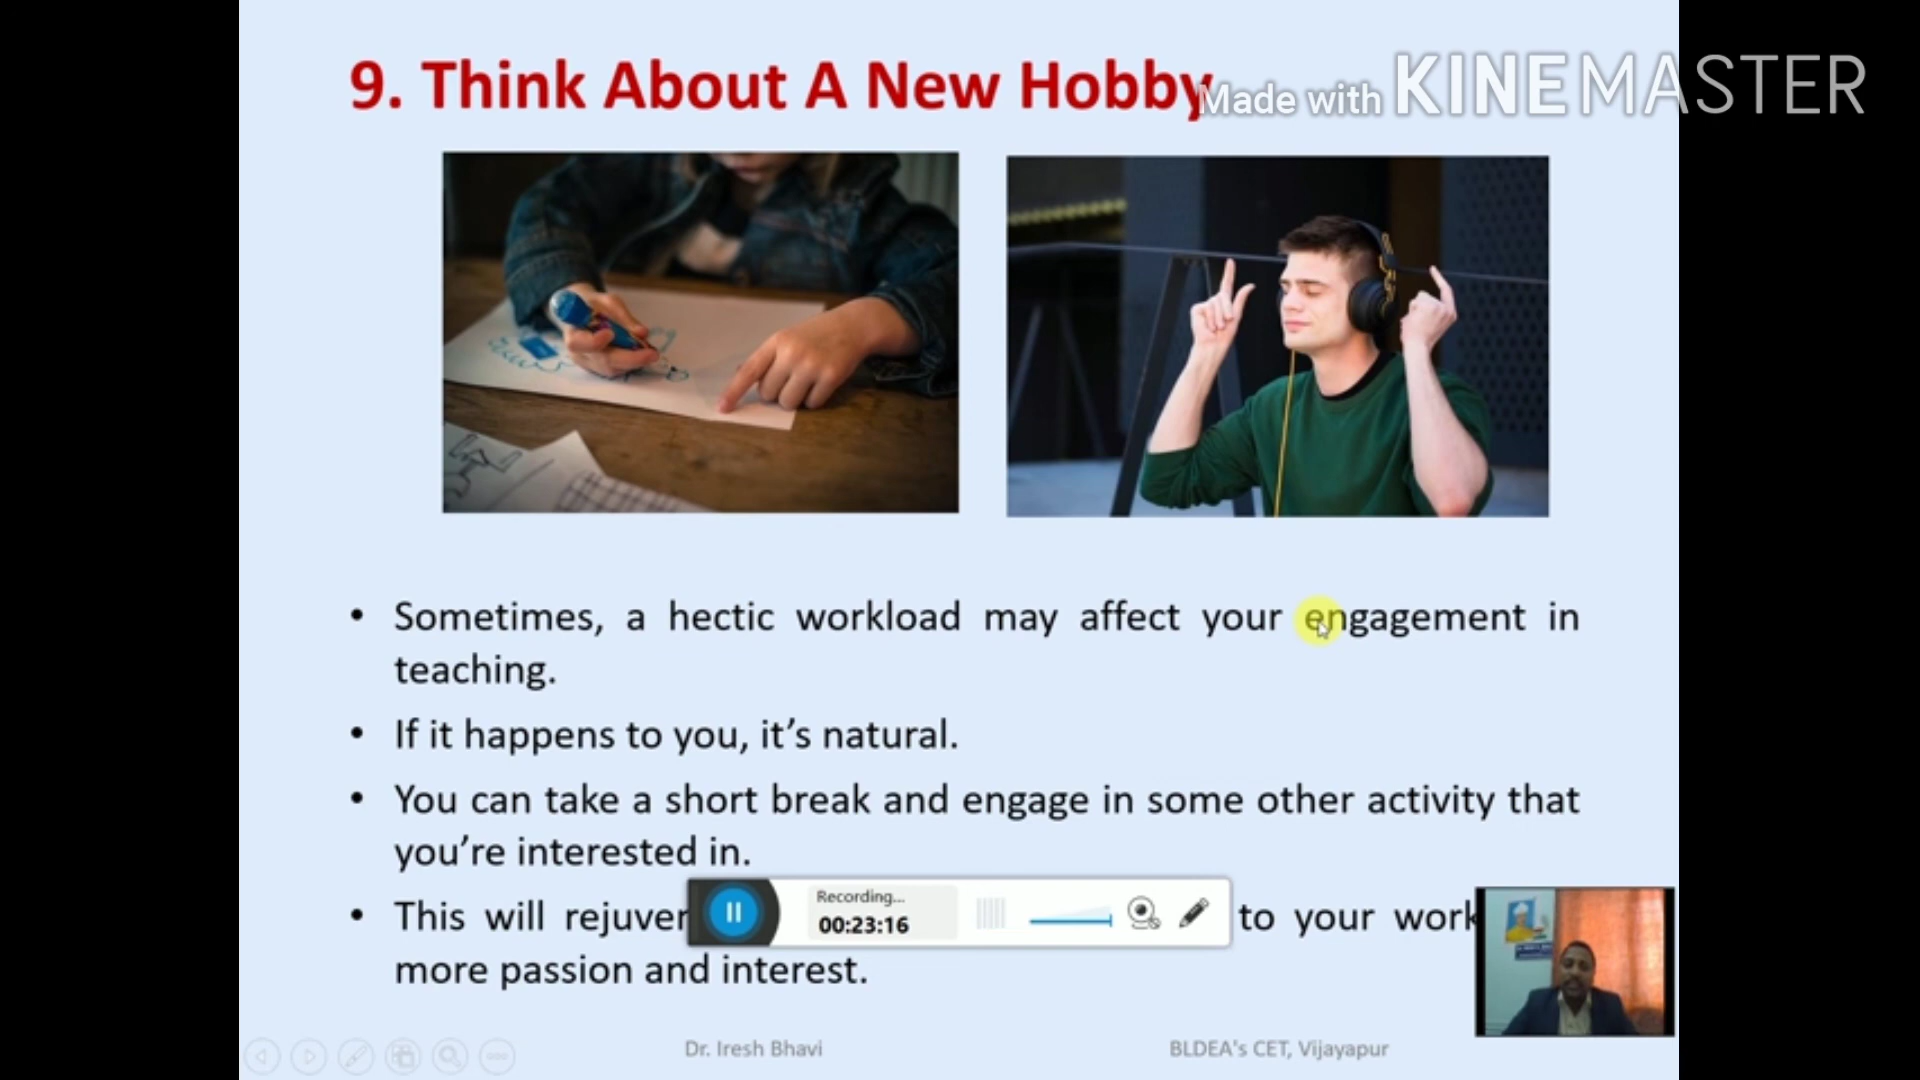 9. Think About A New Hobby
Made with KINEMASTER
• Sometimes, a hectic workload may affect your engagement in
teaching.
• If it happens to you, it's natural.
• You can take a short break and engage in some other activity that
you're interested in.
• This will rejuven to your work
more passion and interest.
Recording...
00:23:16
Dr. Iresh Bhavi
BLDEA's CET, Vijayapur